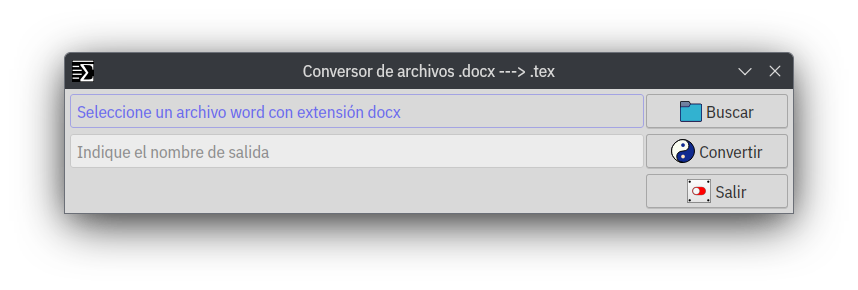 Conversor de archivos .docx ---> .tex
Seleccione un archivo word con extensión docx
Buscar
Indique el nombre de salida
Convertir
Salir